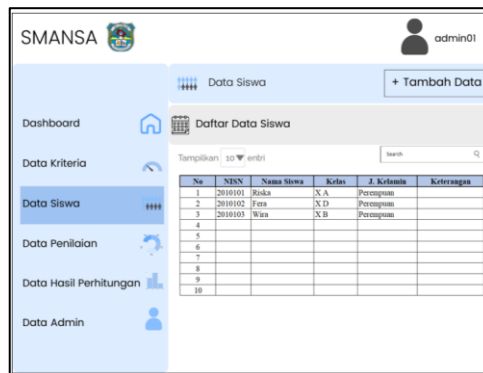 SMANSA
admin01
Data Siswa
+ Tambah Data
Dashboard
Data Kriteria
Data Siswa
Data Penilaian
Data Hasil Perhitungan
Data Admin
Daftar Data Siswa
Tampilkan 10 entri
Search
No NISN Nama Siswa Kelas J. Kelamin Keterangan
1 2010101 Riska X A Perempuan
2 2010102 Fera X D Perempuan
3 2010103 Wira X B Perempuan
4
5
6
7
8
9
10